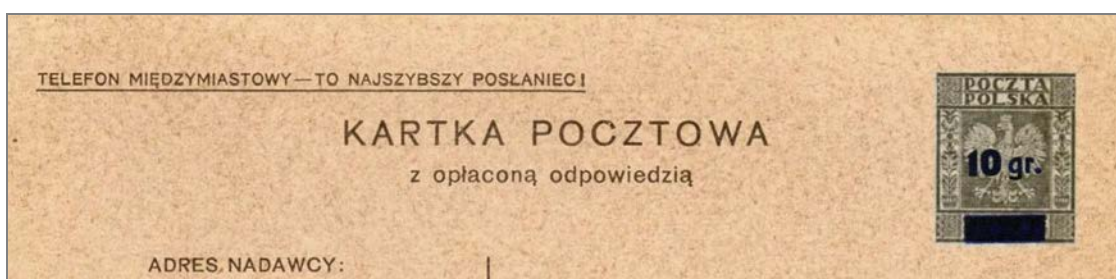 TELEFON MIĘDZYMIASTOWY—TO NAJSZYBSZY POSŁANIEC!
POCZTA
POLSKA
KARTKA POCZTOWA
10 gr.
z opłaconą odpowiedzią
ADRES NADAWCY: